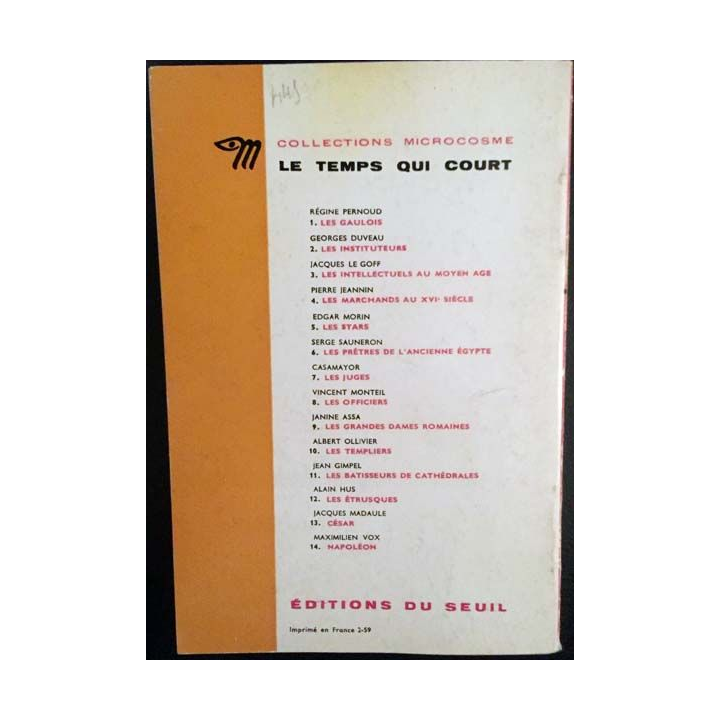 COLLECTIONS MICROCOSME
LE TEMPS QUI COURT
RÉGINE PERNOUD
1. LES GAULOIS
GEORGES DUVEAU
2. LES INSTITUTEURS
JACQUES LE GOFF
3. LES INTELLECTUELS AU MOYEN AGE
PIERRE JEANNIN
4. LES MARCHANDS AU XVIe SIÈCLE
EDGAR MORIN
5. LES STARS
SERGE SAUNERON
6. LES PRÊTRES DE L'ANCIENNE ÉGYPTE
CASAMAYOR
7. LES JUGES
VINCENT MONTEIL
8. LES OFFICIERS
JANINE ASSA
9. LES GRANDES DAMES ROMAINES
ALBERT OLLIVIER
10. LES TEMPLIERS
JEAN GIMPEL
11. LES BATISSEURS DE CATHÉDRALES
ALAIN HUS
12. LES ÉTRUSQUES
JACQUES MADAULE
13. CÉSAR
MAXIMILIEN VOX
14. NAPOLÉON
ÉDITIONS DU SEUIL
Imprimé en France 2-59